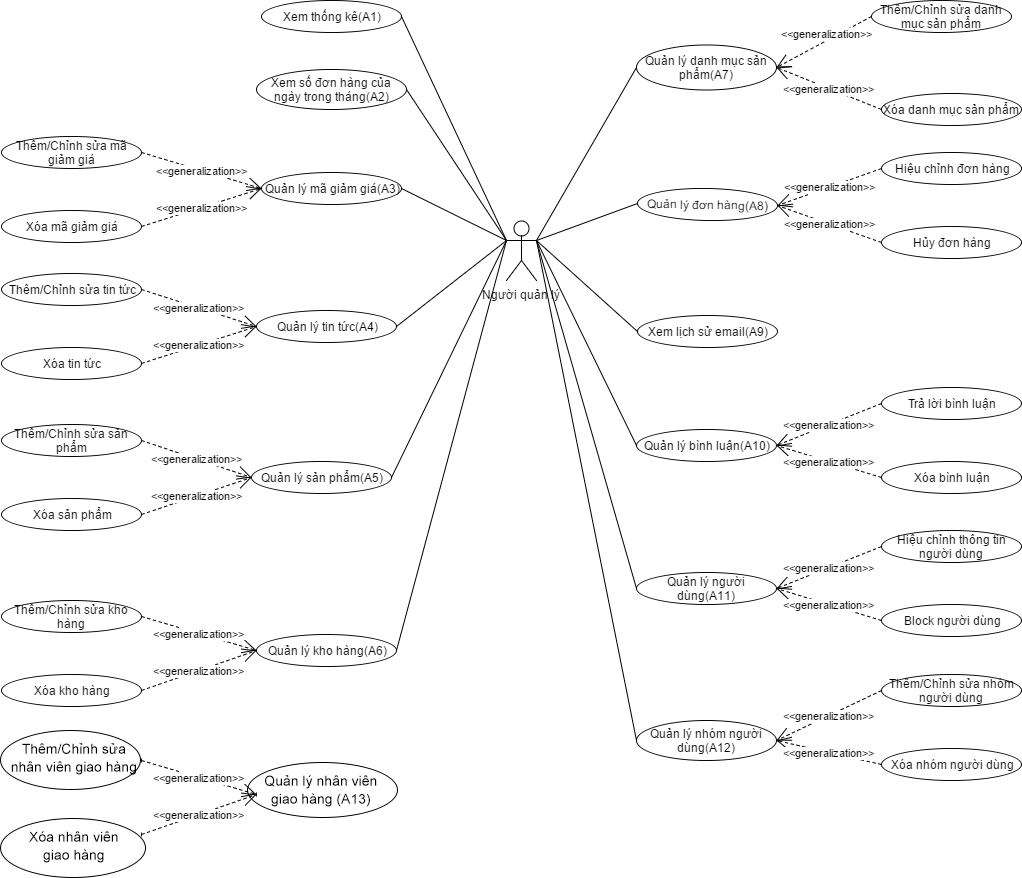 Xem thống kê(A1)
Xem số đơn hàng của
ngày trong tháng(A2)
Thêm/Chỉnh sửa mã
giảm giá
<<generalization>>
Quản lý mã giảm giá(A3)
<<generalization>>
Xóa mã giảm giá
Thêm/Chỉnh sửa tin tức
<<generalization>>
Quản lý tin tức(A4)
<<generalization>>
Xóa tin tức
Thêm/Chỉnh sửa sản
phẩm
<<generalization>>
Quản lý sản phẩm(A5)
<<generalization>>
Xóa sản phẩm
Thêm/Chỉnh sửa kho
hàng
<<generalization>>
Quản lý kho hàng(A6)
<<generalization>>
Xóa kho hàng
Thêm/Chỉnh sửa
nhân viên giao hàng
<<generalization>>
Quản lý nhân viên
giao hàng (A13)
<<generalization>>
Xóa nhân viên
giao hàng
Người quản lý
Thêm/Chỉnh sửa danh
mục sản phẩm
<<generalization>>
Quản lý danh mục sản
phẩm(A7)
<<generalization>>
Xóa danh mục sản phẩm
Hiệu chỉnh đơn hàng
<<generalization>>
Quản lý đơn hàng(A8)
<<generalization>>
Hủy đơn hàng
Xem lịch sử email(A9)
Trả lời bình luận
<<generalization>>
Quản lý bình luận(A10)
<<generalization>>
Xóa bình luận
Hiệu chỉnh thông tin
người dùng
<<generalization>>
Quản lý người
dùng(A11)
<<generalization>>
Block người dùng
Thêm/Chỉnh sửa nhóm
người dùng
<<generalization>>
Quản lý nhóm người
dùng(A12)
<<generalization>>
Xóa nhóm người dùng